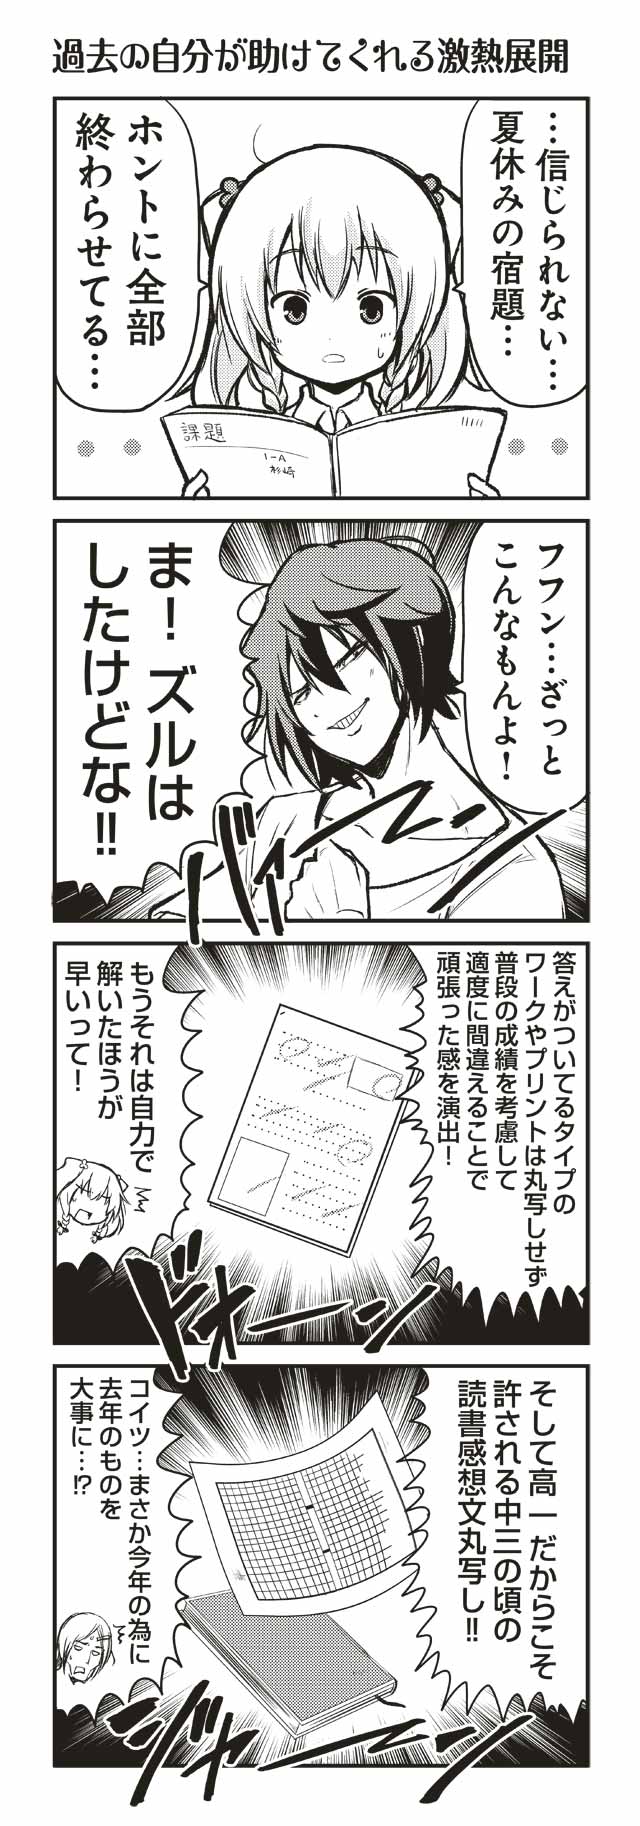 過去の自分が助けてくれる激熱展開
…信じられない…
夏休みの宿題…
ホントに全部
終わらせてる…
課題
1-A
杉崎
フフン…ざっと
こんなもんよ！
ま！ズルは
したけどな!!
バァーン
答えがついてるタイプの
ワークやプリントは丸写しせず
普段の成績を考慮して
適度に間違えることで
頑張った感を演出！
もうそれは自力で
解いたほうが
早いって！
ドォーン
そして高一だからこそ
許される中三の頃の
読書感想文丸写し!!
コイツ…まさか今年の為に
去年のものを
大事に…!?
ジャーン